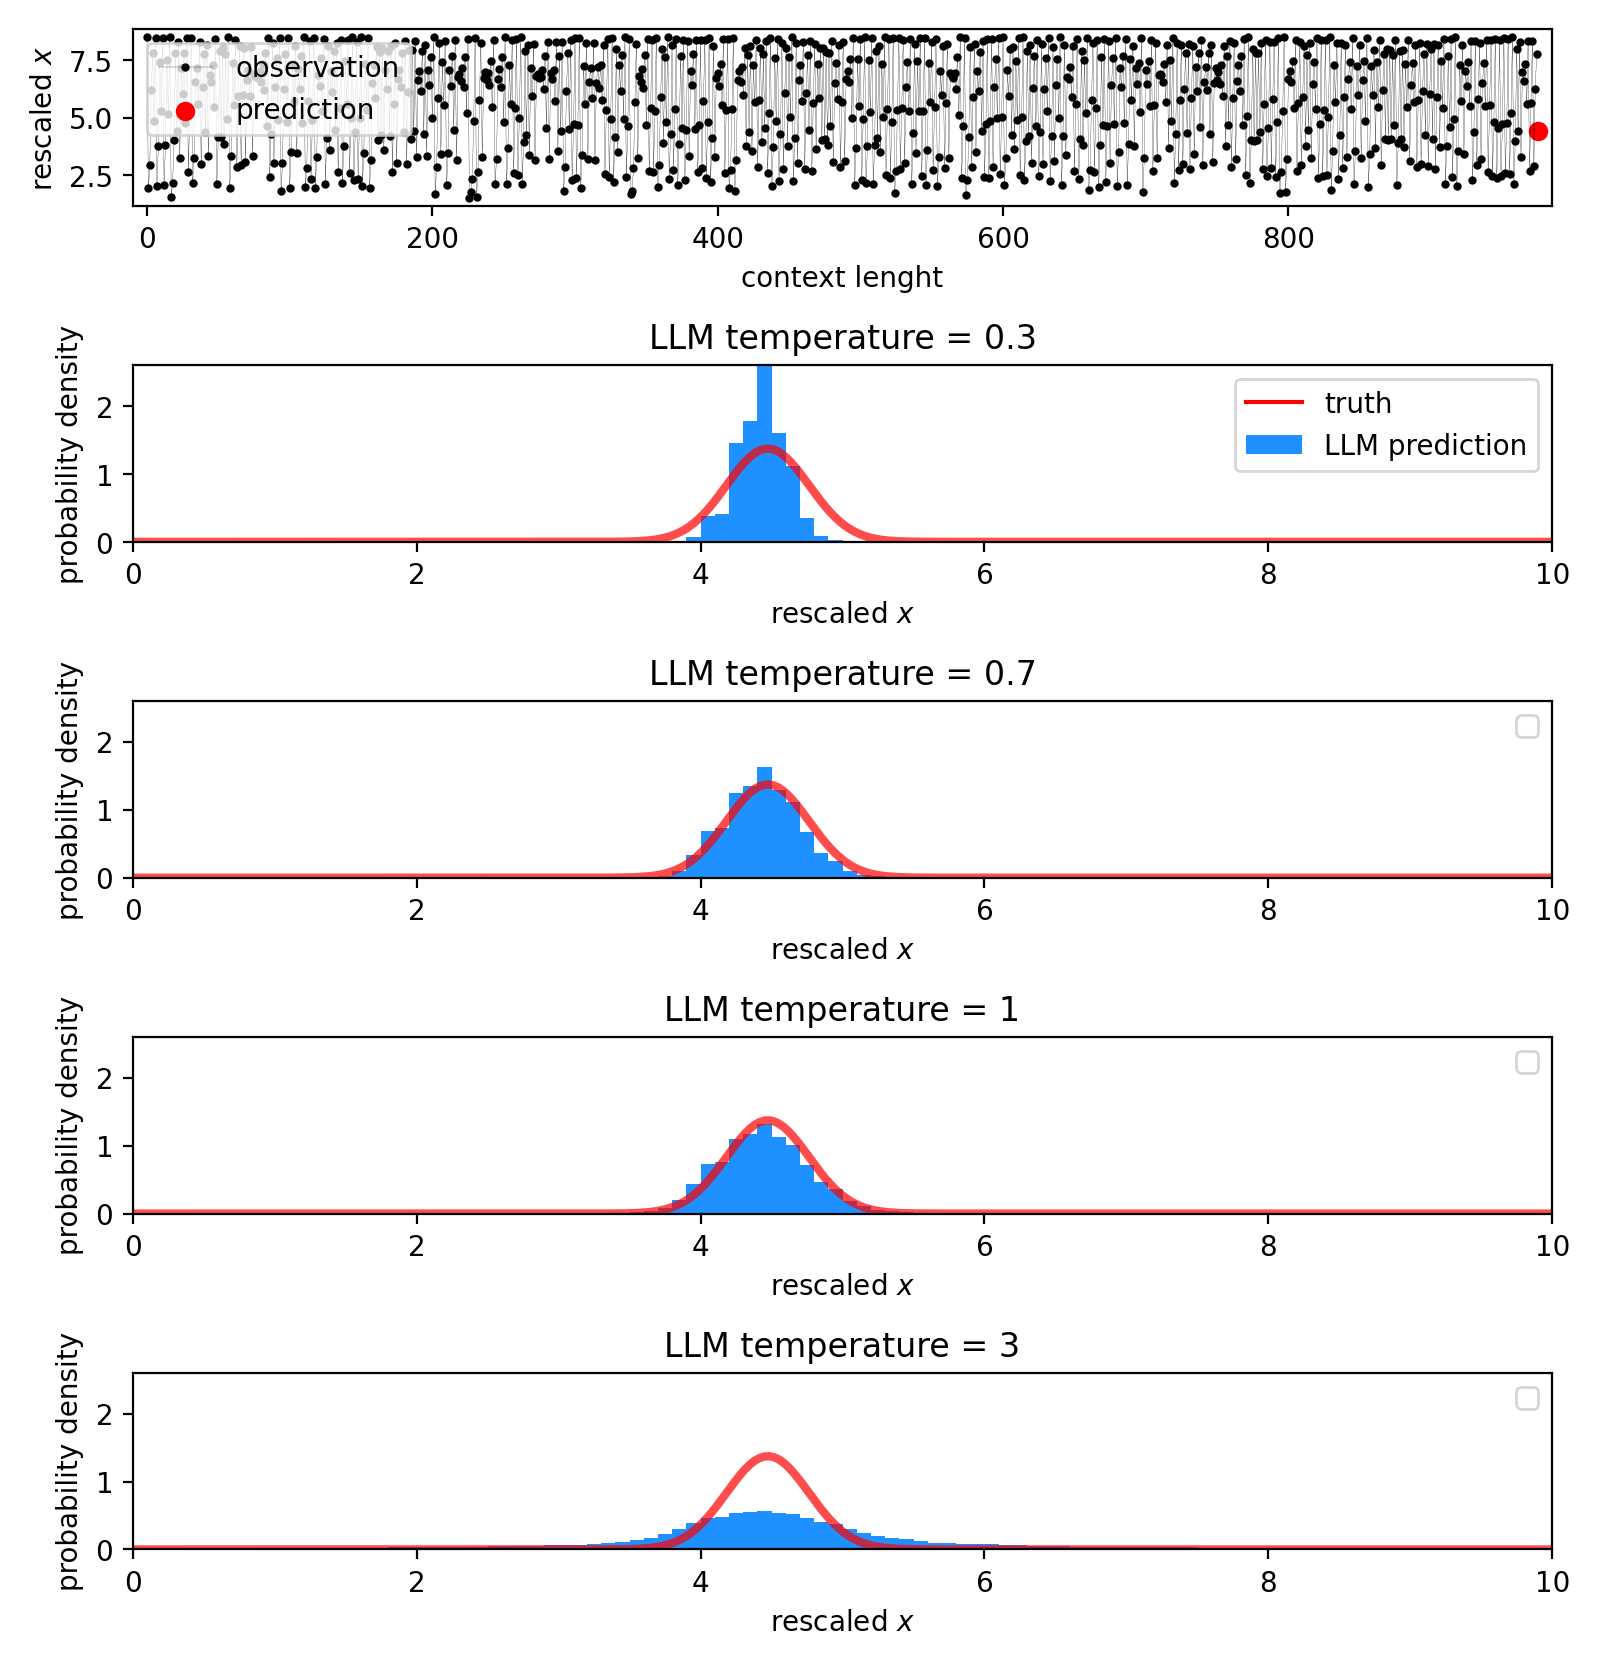 rescaled x
7.5
5.0
2.5
observation
prediction
0 200 400 600 800
context lenght
LLM temperature = 0.3
probability density
2
1
0
truth
LLM prediction
0 2 4 6 8 10
rescaled x
LLM temperature = 0.7
probability density
2
1
0
0 2 4 6 8 10
rescaled x
LLM temperature = 1
probability density
2
1
0
0 2 4 6 8 10
rescaled x
LLM temperature = 3
probability density
2
1
0
0 2 4 6 8 10
rescaled x